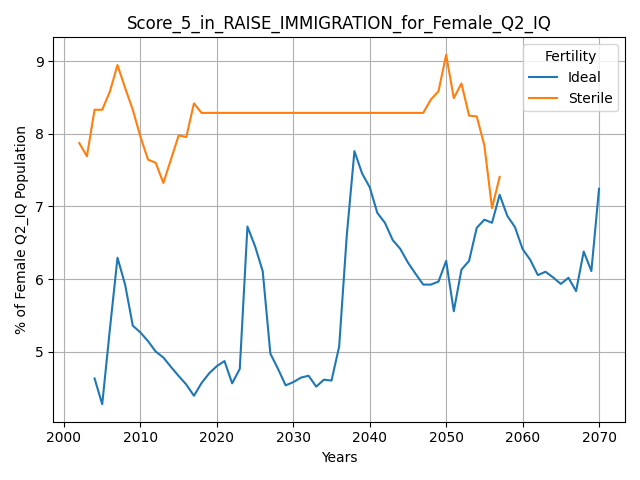 Score_5_in_RAISE_IMMIGRATION_for_Female_Q2_IQ
Fertility
Ideal
Sterile
% of Female Q2_IQ Population
9
8
7
6
5
2000 2010 2020 2030 2040 2050 2060 2070
Years